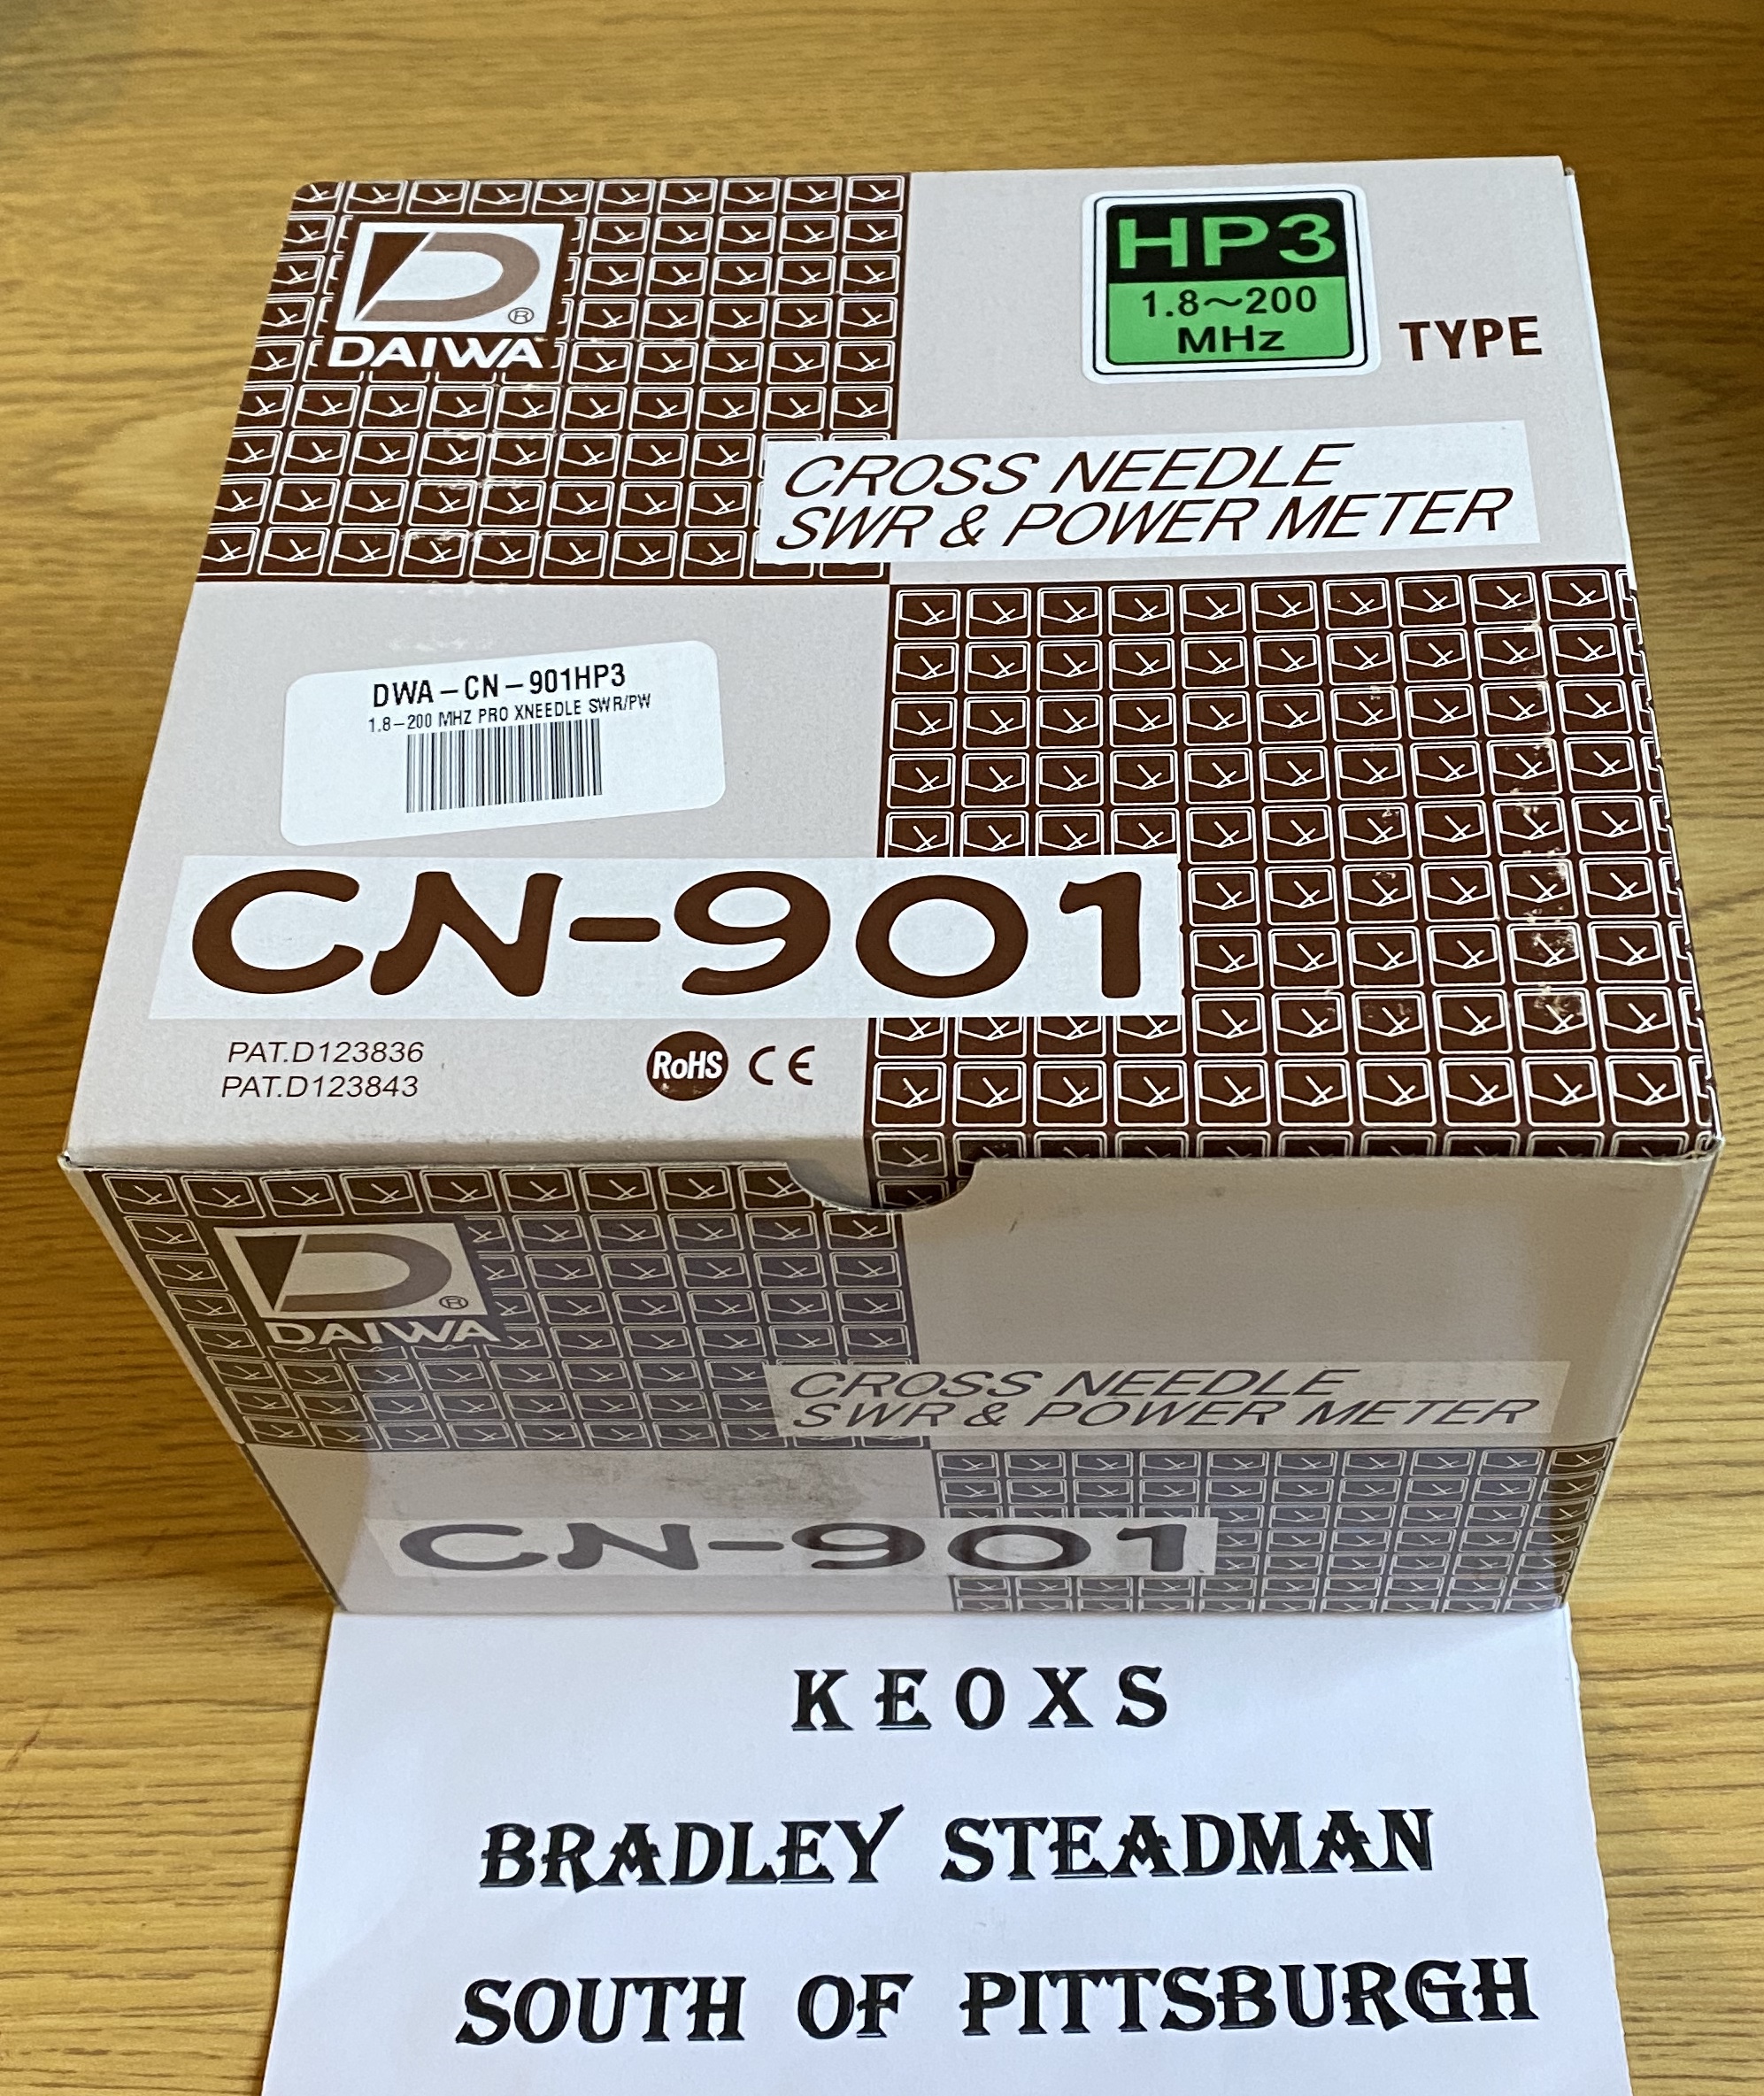 DAIWA
®
HP3
1.8～200
MHz
TYPE
CROSS NEEDLE
SWR & POWER METER
DWA-CN-901HP3
1.8-200 MHZ PRO XNEEDLE SWR/PW
CN-901
PAT.D123836
PAT.D123843
RoHS CE
DAIWA
®
CROSS NEEDLE
SWR & POWER METER
CN-901
KE0XS
BRADLEY STEADMAN
SOUTH OF PITTSBURGH